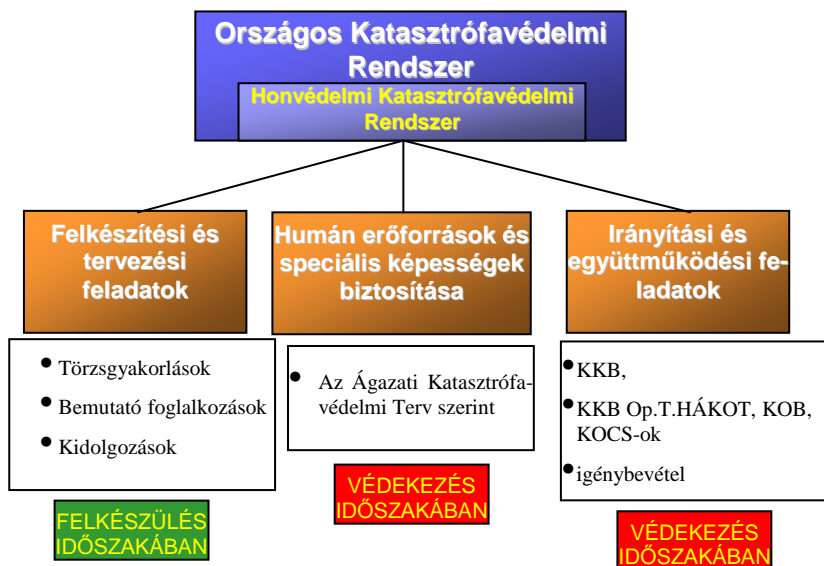 Országos Katasztrófavédelmi
Rendszer
Honvédelmi Katasztrófavédelmi
Rendszer
Felkészítési és
tervezési
feladatok
• Törzsgyakorlások
• Bemutató foglalkozások
• Kidolgozások
FELKÉSZÜLÉS
IDŐSZAKÁBAN
Humán erőforrások és
speciális képességek
biztosítása
• Az Ágazati Katasztrófa-
védelmi Terv szerint
VÉDEKEZÉS
IDŐSZAKÁBAN
Irányítási és
együttműködési fe-
ladatok
• KKB,
• KKB Op.T.HÁKOT, KOB,
KOCS-ok
• igénybevétel
VÉDEKEZÉS
IDŐSZAKÁBAN